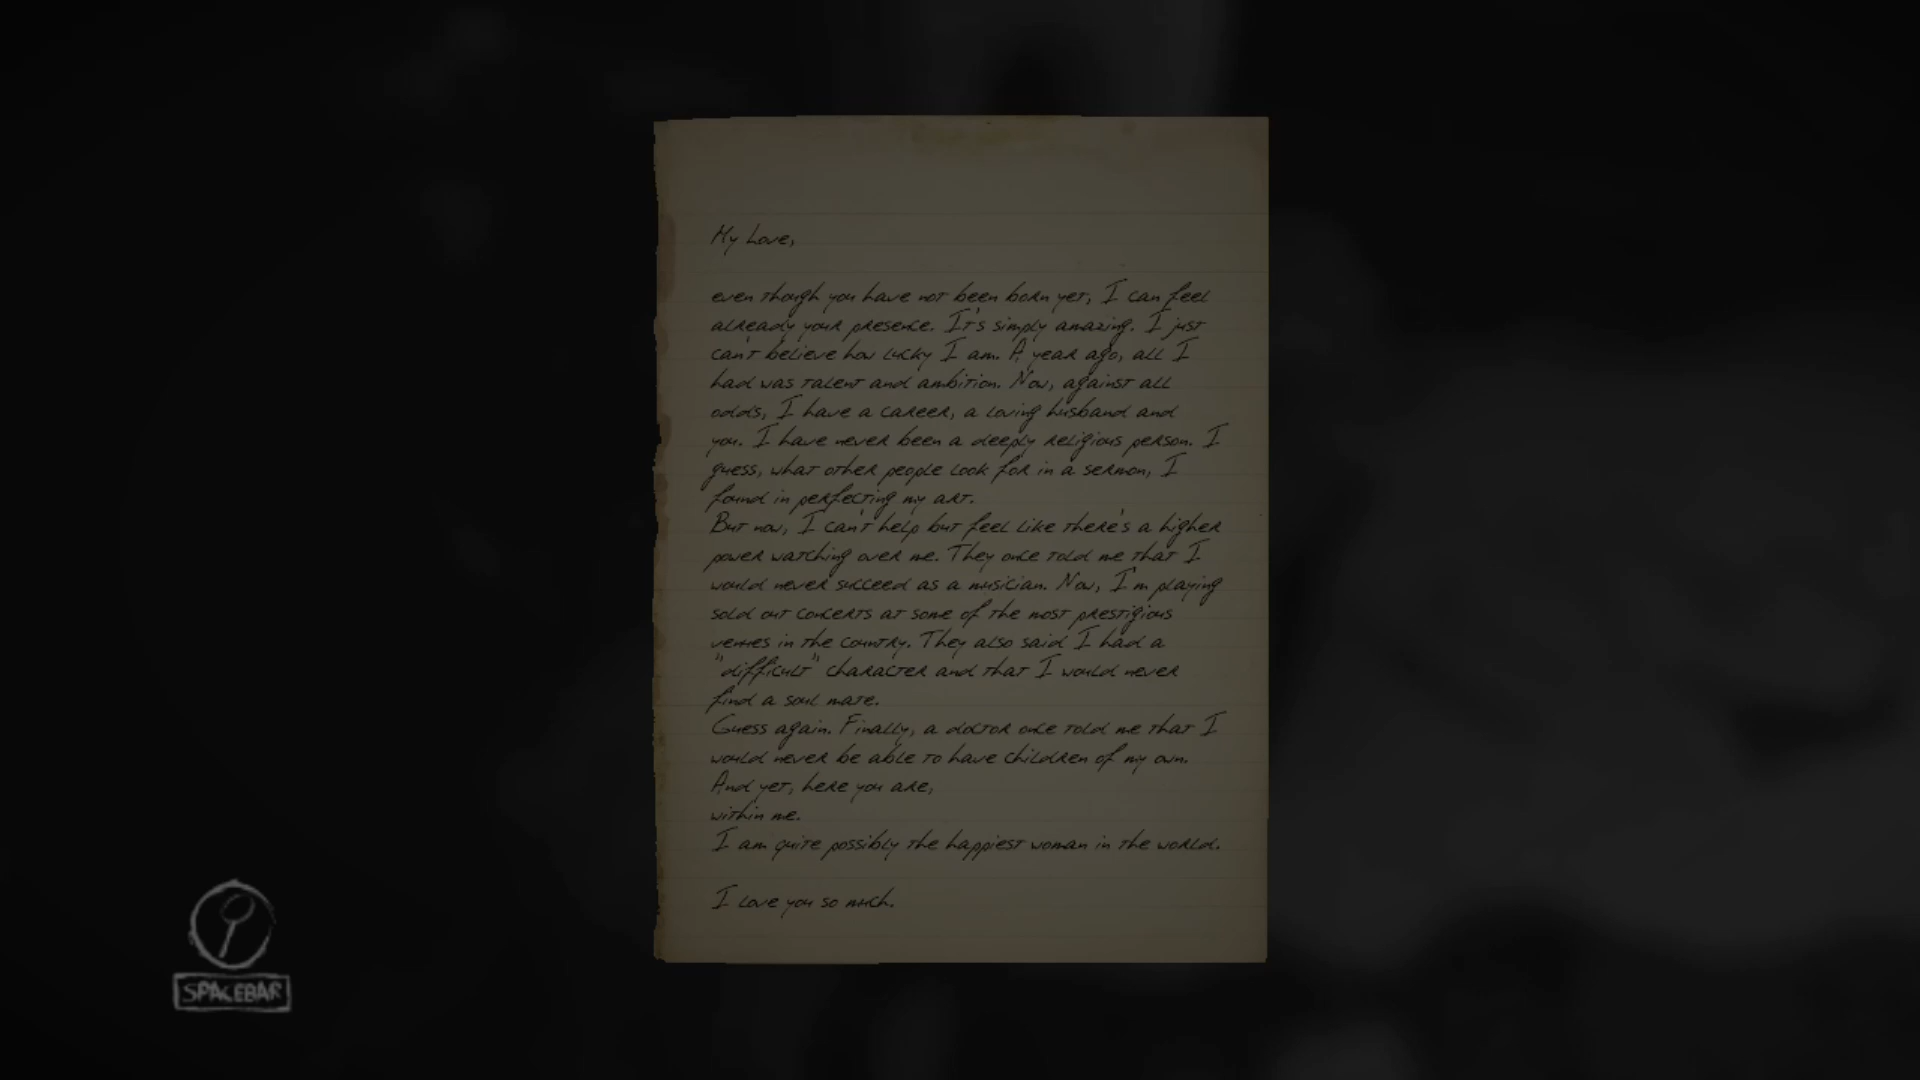 My Love,
even though you have not been born yet, I can feel
already your presence. It's simply amazing. I just
can't believe how lucky I am. A year ago, all I
had was talent and ambition. Now, against all
odds, I have a career, a loving husband and
you. I have never been a deeply religious person. I
guess, what other people look for in a sermon, I
found in perfecting my art.
But now, I can't help but feel like there's a higher
power watching over me. They once told me that I
would never succeed as a musician. Now, I'm playing
sold out concerts at some of the most prestigious
venues in the country. They also said I had a
"difficult" character and that I would never
find a soul mate.
Guess again. Finally, a doctor once told me that I
would never be able to have children of my own.
And yet, here you are,
within me.
I am quite possibly the happiest woman in the world.
I love you so much.
SPACEBAR